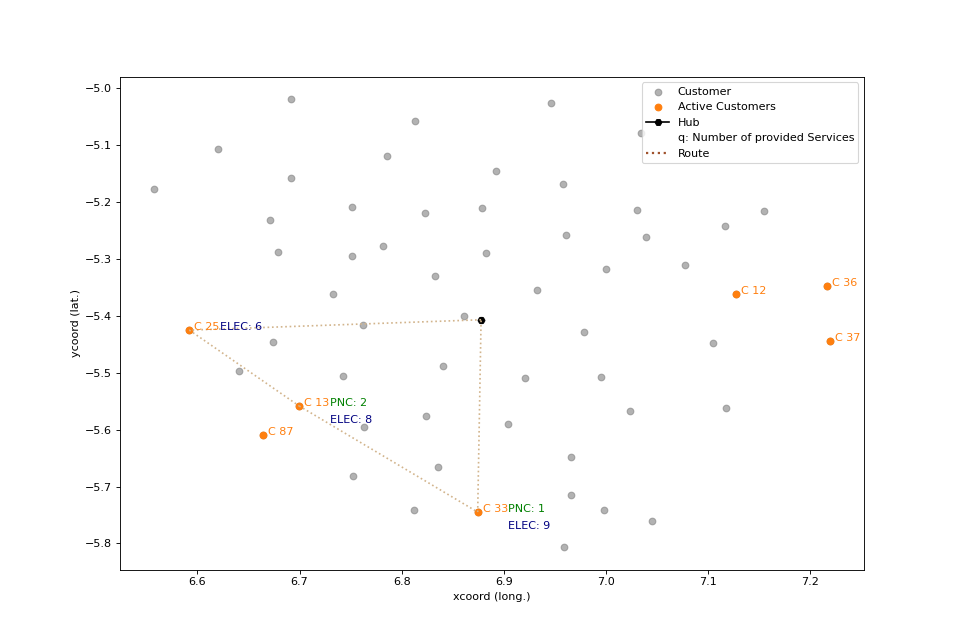 Customer
Active Customers
Hub
q: Number of provided Services
Route
−5.0
−5.1
−5.2
−5.3
−5.4
−5.5
−5.6
−5.7
−5.8
ycoord (lat.)
C 12
C 36
C 37
C 25 ELEC: 6
C 13 PNC: 2
ELEC: 8
C 87
C 33 PNC: 1
ELEC: 9
6.6 6.7 6.8 6.9 7.0 7.1 7.2
xcoord (long.)